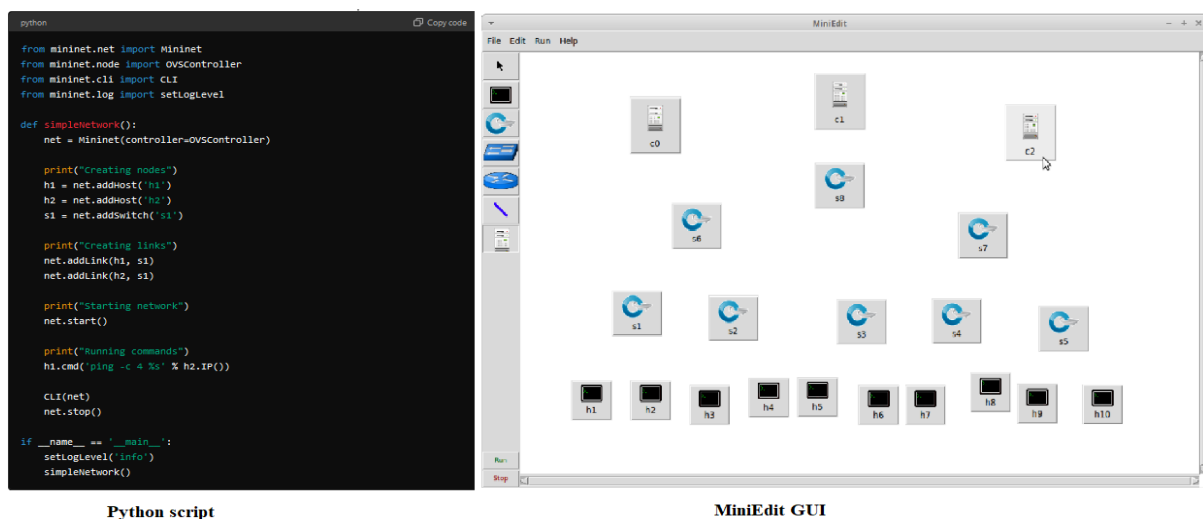 python
Copy code
from mininet.net import Mininet
from mininet.node import OVSController
from mininet.cli import CLI
from mininet.log import setLogLevel
def simpleNetwork():
net = Mininet(controller=OVSController)
print("Creating nodes")
h1 = net.addHost('h1')
h2 = net.addHost('h2')
s1 = net.addSwitch('s1')
print("Creating links")
net.addLink(h1, s1)
net.addLink(h2, s1)
print("Starting network")
net.start()
print("Running commands")
h1.cmd('ping -c 4 %s' % h2.IP())
CLI(net)
net.stop()
if __name__ == '__main__':
setLogLevel('info')
simpleNetwork()
Python script
MiniEdit
File Edit Run Help
c0
c1
c2
s8
s6
s7
s1
s2
s3
s4
s5
h1
h2
h3
h4
h5
h6
h7
h8
h9
h10
Run
Stop
MiniEdit GUI